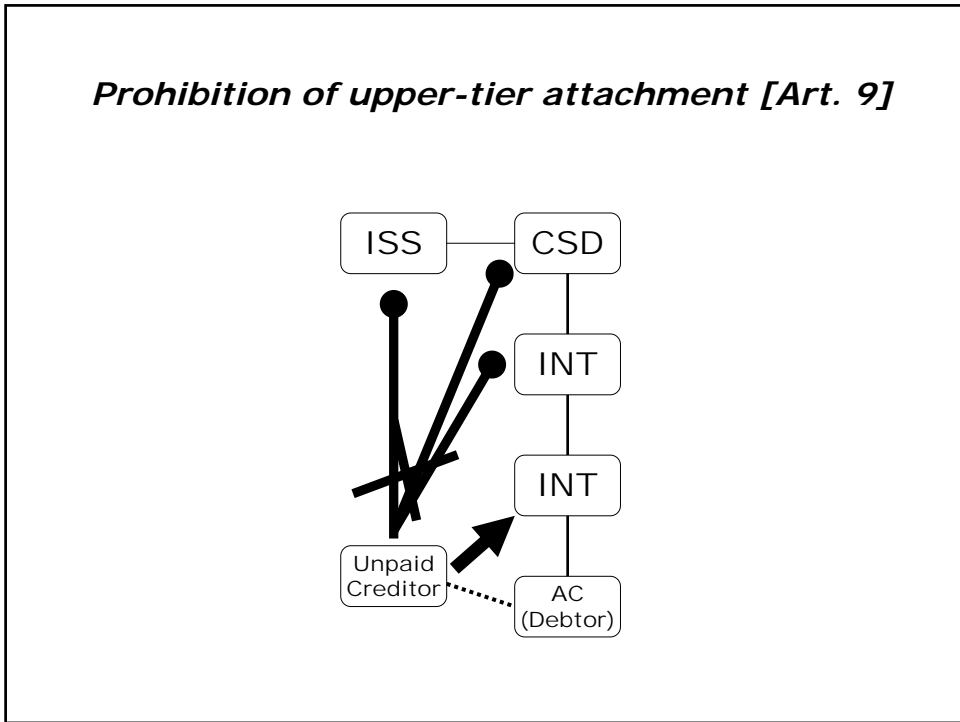 Prohibition of upper-tier attachment [Art. 9]
ISS
CSD
INT
INT
Unpaid
Creditor
AC
(Debtor)